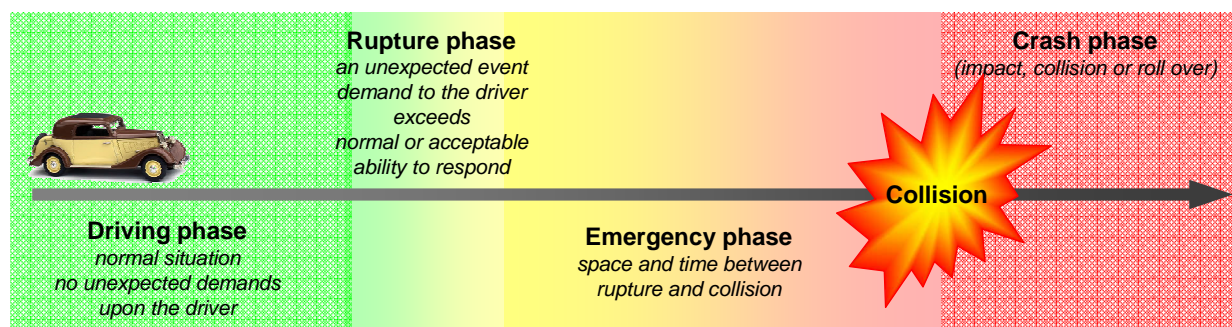 Rupture phase
an unexpected event
demand to the driver
exceeds
normal or acceptable
ability to respond
Crash phase
(impact, collision or roll over)
Collision
Driving phase
normal situation
no unexpected demands
upon the driver
Emergency phase
space and time between
rupture and collision